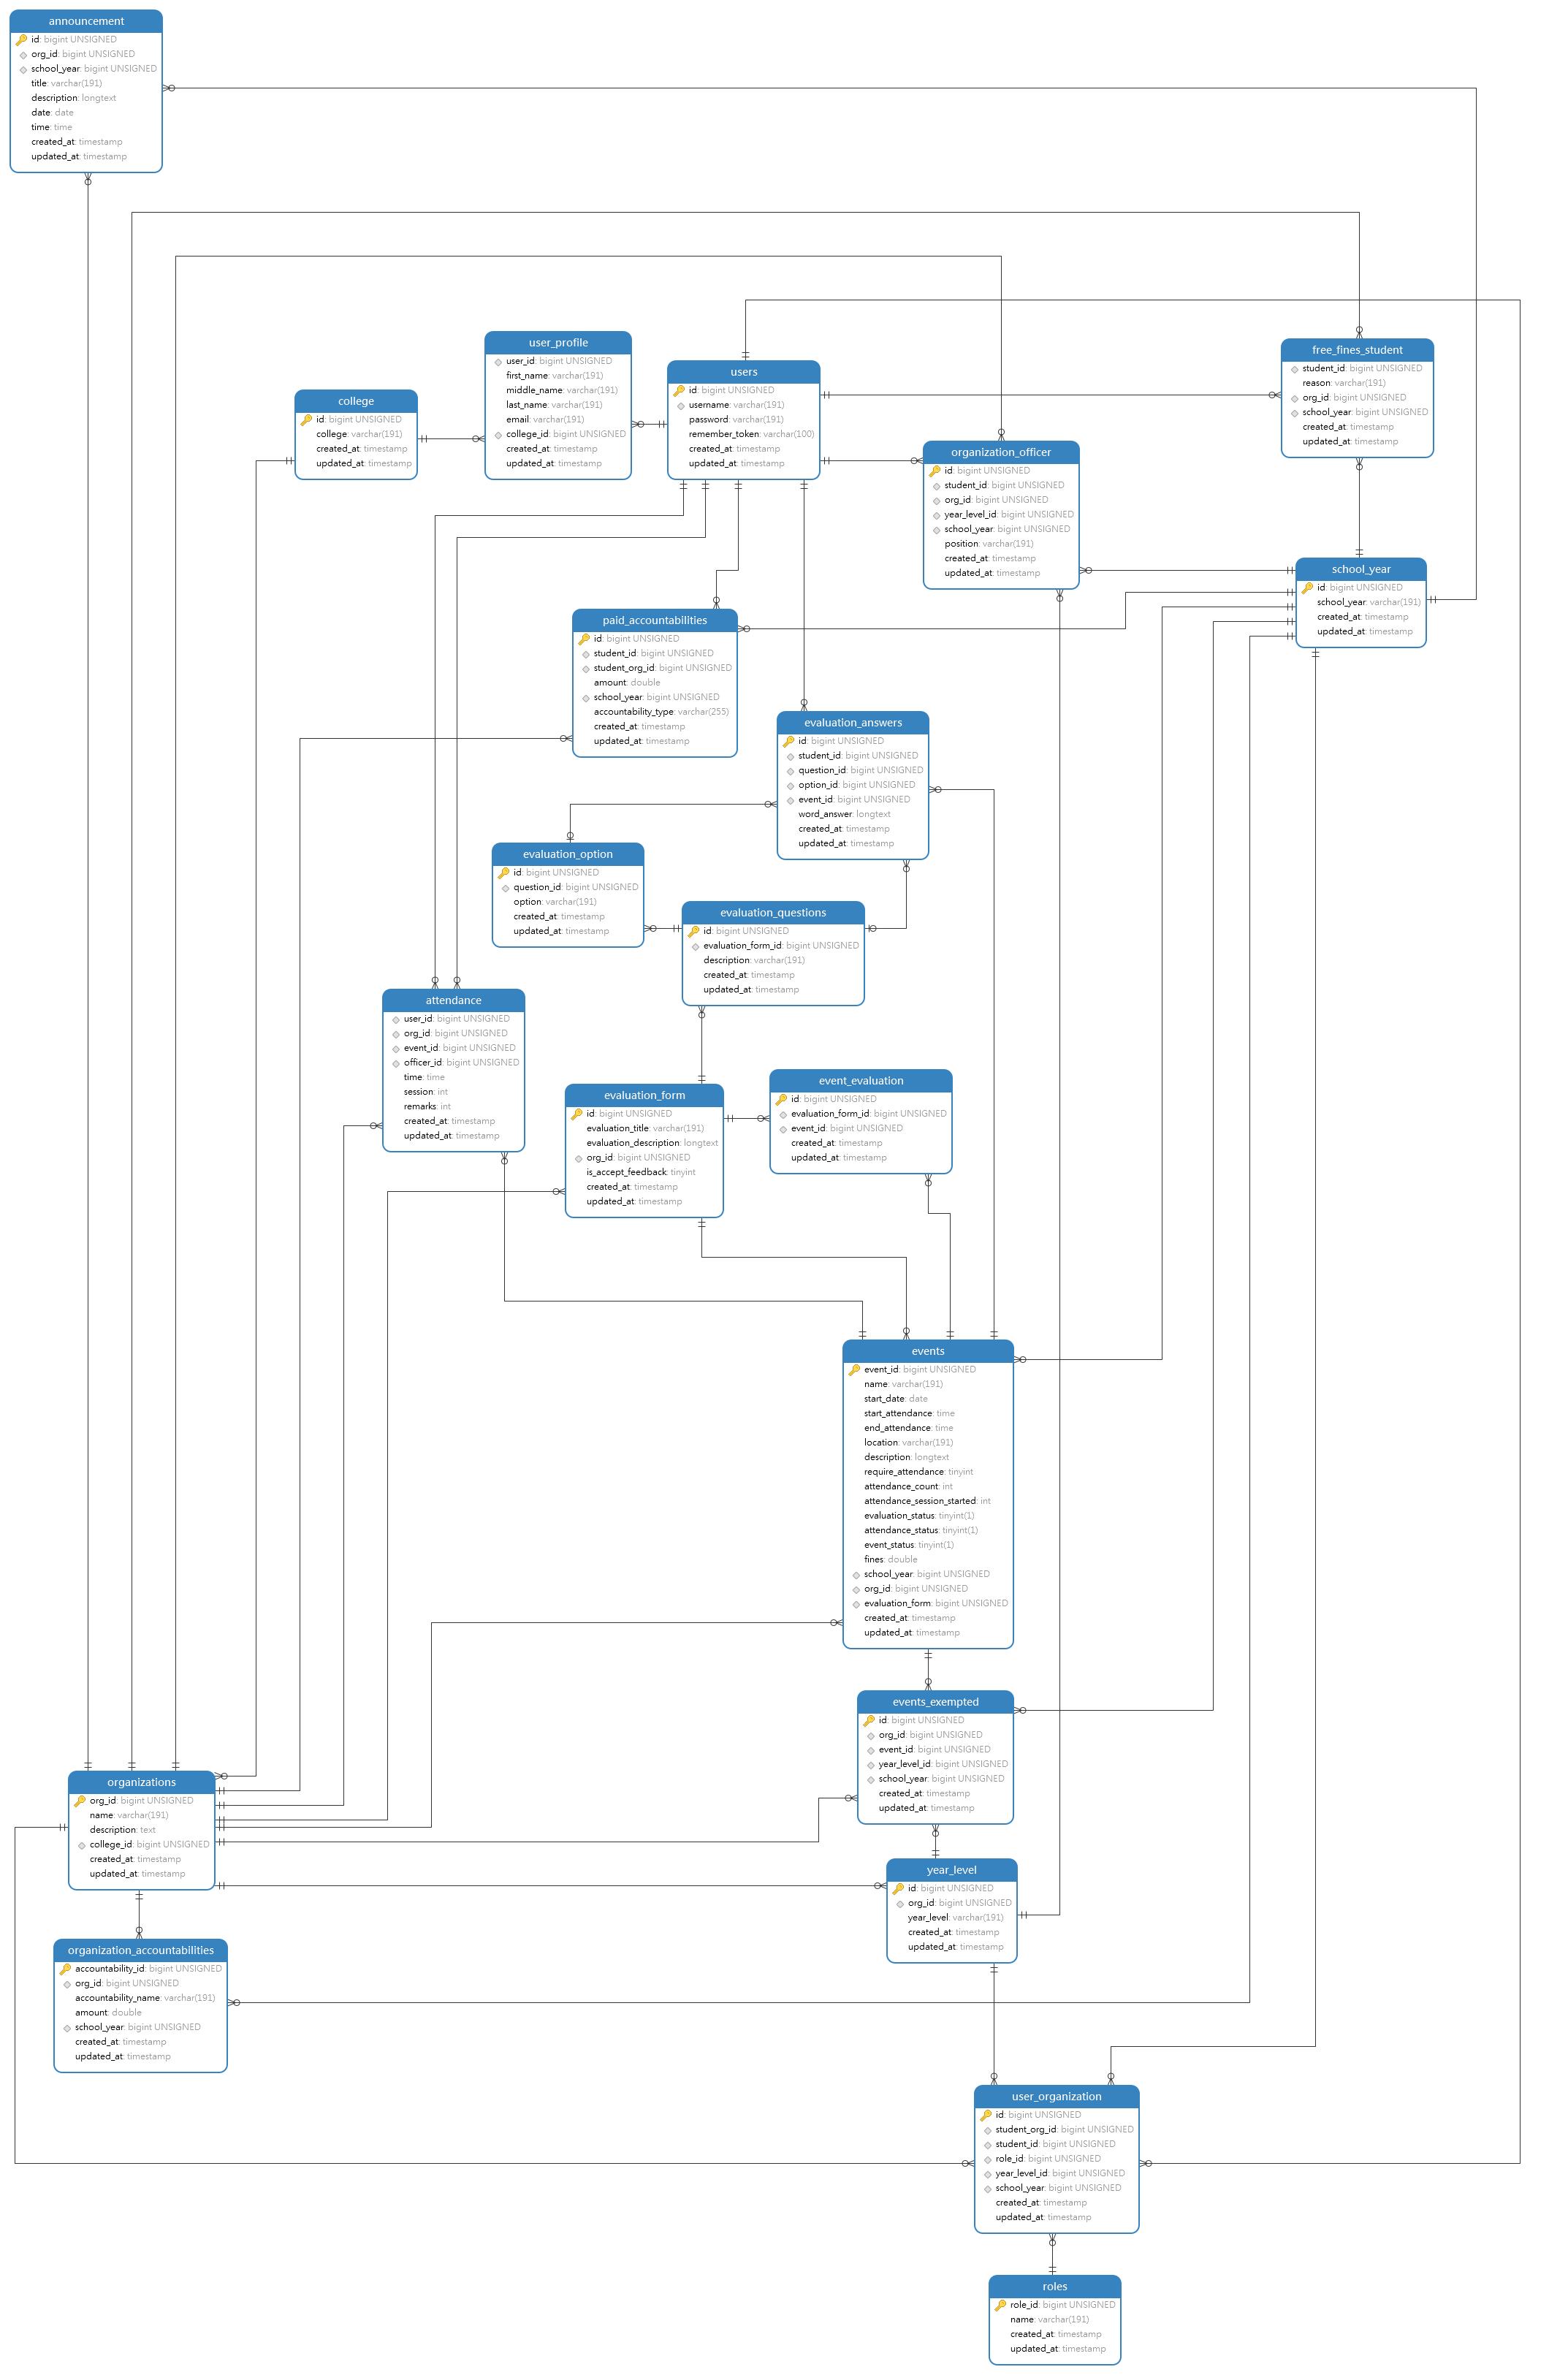 announcement
id: bigint UNSIGNED
org_id: bigint UNSIGNED
school_year: bigint UNSIGNED
title: varchar(191)
description: longtext
date: date
time: time
created_at: timestamp
updated_at: timestamp
user_profile
user_id: bigint UNSIGNED
first_name: varchar(191)
middle_name: varchar(191)
last_name: varchar(191)
email: varchar(191)
college_id: bigint UNSIGNED
created_at: timestamp
updated_at: timestamp
free_fines_student
student_id: bigint UNSIGNED
reason: varchar(191)
org_id: bigint UNSIGNED
school_year: bigint UNSIGNED
created_at: timestamp
updated_at: timestamp
users
id: bigint UNSIGNED
username: varchar(191)
password: varchar(191)
remember_token: varchar(100)
created_at: timestamp
updated_at: timestamp
college
id: bigint UNSIGNED
college: varchar(191)
created_at: timestamp
updated_at: timestamp
organization_officer
id: bigint UNSIGNED
student_id: bigint UNSIGNED
org_id: bigint UNSIGNED
year_level_id: bigint UNSIGNED
school_year: bigint UNSIGNED
position: varchar(191)
created_at: timestamp
updated_at: timestamp
school_year
id: bigint UNSIGNED
school_year: varchar(191)
created_at: timestamp
updated_at: timestamp
paid_accountabilities
id: bigint UNSIGNED
student_id: bigint UNSIGNED
student_org_id: bigint UNSIGNED
amount: double
school_year: bigint UNSIGNED
accountability_type: varchar(255)
created_at: timestamp
updated_at: timestamp
evaluation_answers
id: bigint UNSIGNED
student_id: bigint UNSIGNED
question_id: bigint UNSIGNED
option_id: bigint UNSIGNED
event_id: bigint UNSIGNED
word_answer: longtext
created_at: timestamp
updated_at: timestamp
evaluation_option
id: bigint UNSIGNED
question_id: bigint UNSIGNED
option: varchar(191)
created_at: timestamp
updated_at: timestamp
evaluation_questions
id: bigint UNSIGNED
evaluation_form_id: bigint UNSIGNED
description: varchar(191)
created_at: timestamp
updated_at: timestamp
attendance
user_id: bigint UNSIGNED
org_id: bigint UNSIGNED
event_id: bigint UNSIGNED
officer_id: bigint UNSIGNED
time: time
session: int
remarks: int
created_at: timestamp
updated_at: timestamp
evaluation_form
id: bigint UNSIGNED
evaluation_title: varchar(191)
evaluation_description: longtext
org_id: bigint UNSIGNED
is_accept_feedback: tinyint
created_at: timestamp
updated_at: timestamp
event_evaluation
id: bigint UNSIGNED
evaluation_form_id: bigint UNSIGNED
event_id: bigint UNSIGNED
created_at: timestamp
updated_at: timestamp
events
event_id: bigint UNSIGNED
name: varchar(191)
start_date: date
start_attendance: time
end_attendance: time
location: varchar(191)
description: longtext
require_attendance: tinyint
attendance_count: int
attendance_session_started: int
evaluation_status: tinyint(1)
attendance_status: tinyint(1)
event_status: tinyint(1)
fines: double
school_year: bigint UNSIGNED
org_id: bigint UNSIGNED
evaluation_form: bigint UNSIGNED
created_at: timestamp
updated_at: timestamp
events_exempted
id: bigint UNSIGNED
org_id: bigint UNSIGNED
event_id: bigint UNSIGNED
year_level_id: bigint UNSIGNED
school_year: bigint UNSIGNED
created_at: timestamp
updated_at: timestamp
organizations
org_id: bigint UNSIGNED
name: varchar(191)
description: text
college_id: bigint UNSIGNED
created_at: timestamp
updated_at: timestamp
year_level
id: bigint UNSIGNED
org_id: bigint UNSIGNED
year_level: varchar(191)
created_at: timestamp
updated_at: timestamp
organization_accountabilities
accountability_id: bigint UNSIGNED
org_id: bigint UNSIGNED
accountability_name: varchar(191)
amount: double
school_year: bigint UNSIGNED
created_at: timestamp
updated_at: timestamp
user_organization
id: bigint UNSIGNED
student_org_id: bigint UNSIGNED
student_id: bigint UNSIGNED
role_id: bigint UNSIGNED
year_level_id: bigint UNSIGNED
school_year: bigint UNSIGNED
created_at: timestamp
updated_at: timestamp
roles
role_id: bigint UNSIGNED
name: varchar(191)
created_at: timestamp
updated_at: timestamp